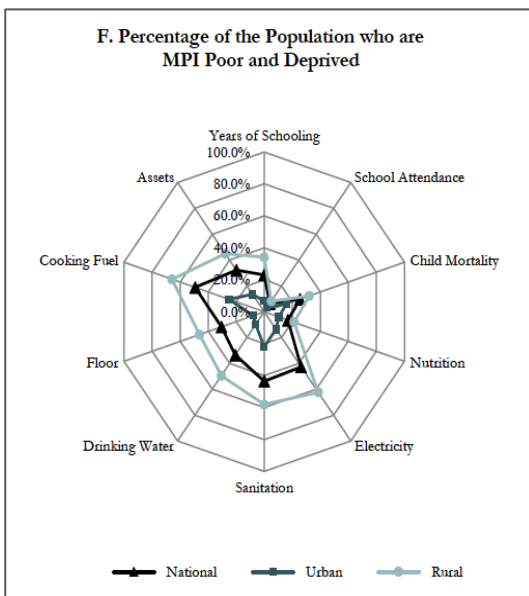 F. Percentage of the Population who are
MPI Poor and Deprived
Years of Schooling
100.0%
Assets
School Attendance
80.0%
60.0%
Cooking Fuel
40.0%
Child Mortality
20.0%
0.0%
Floor
Nutrition
Drinking Water
Electricity
Sanitation
National
Urban
Rural